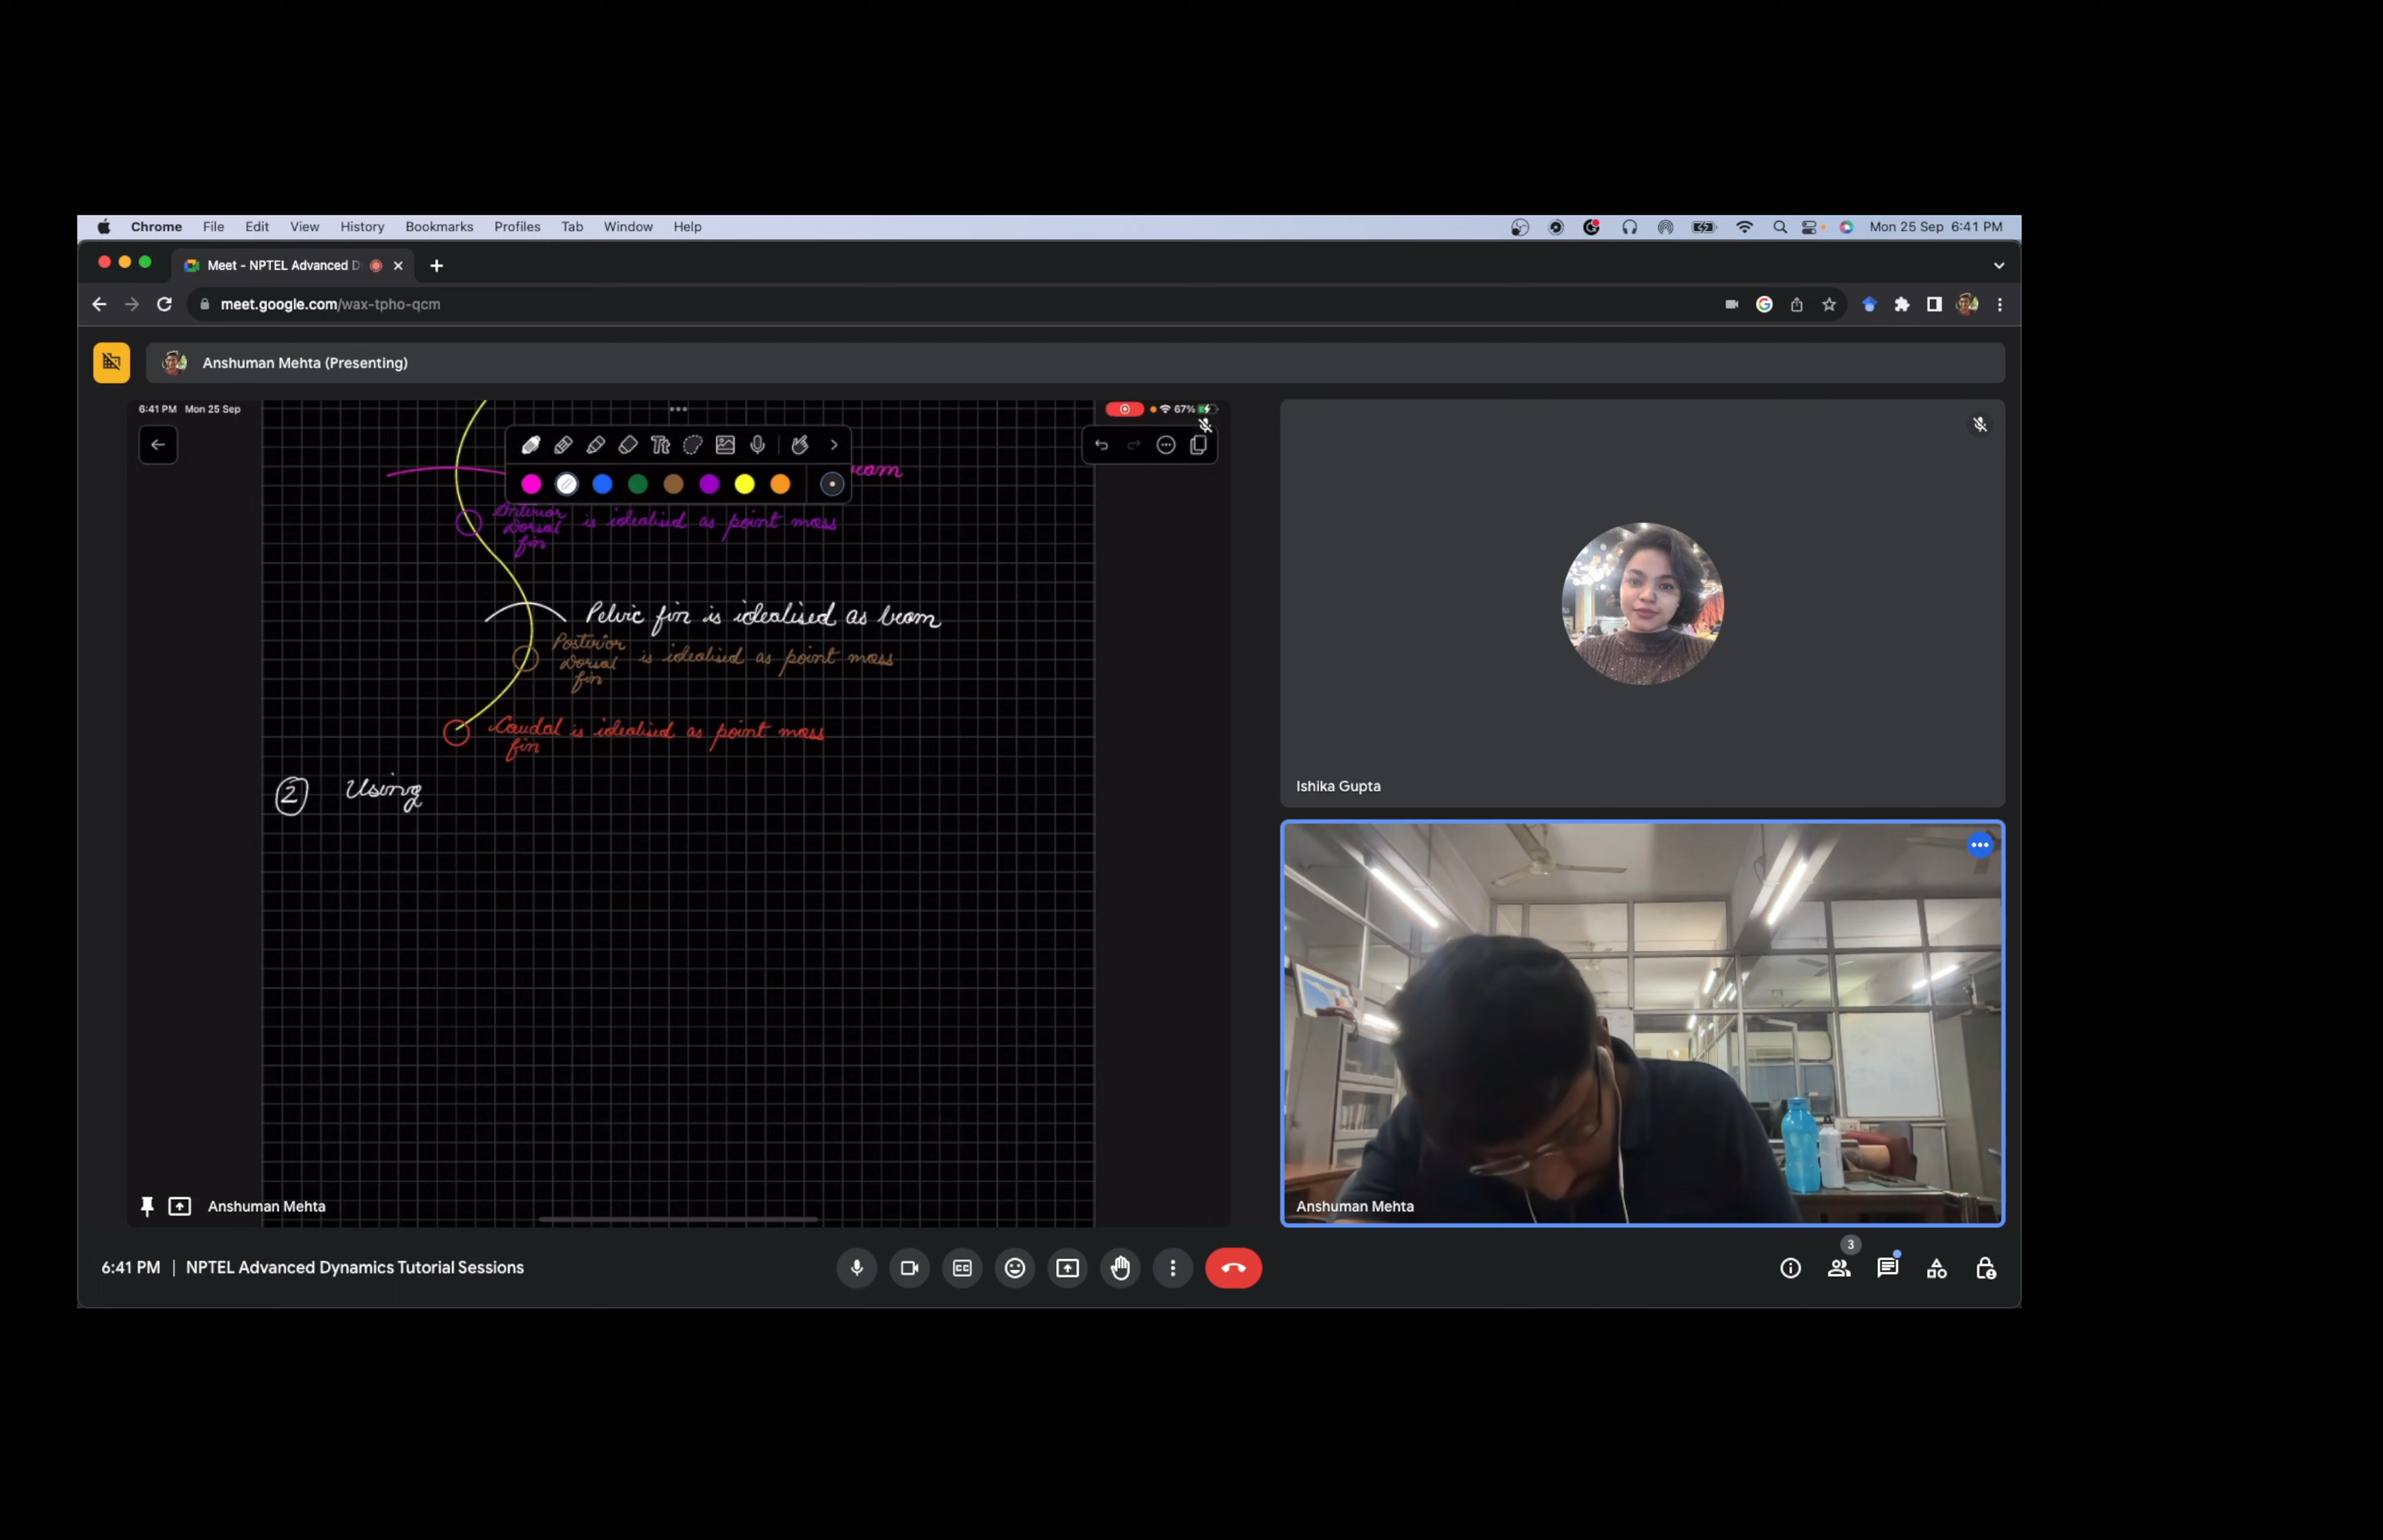 Chrome File Edit View History Bookmarks Profiles Tab Window Help Mon 25 Sep 6:41 PM
Meet - NPTEL Advanced D
meet.google.com/wax-tpho-qcm
Anshuman Mehta (Presenting)
6:41 PM Mon 25 Sep 67%
Tt
beam
Anterior
Dorsal is idealised as point mass
fin
Pelvic fin is idealised as beam
Posterior
Dorsal is idealised as point mass
fin
Caudal is idealised as point mass
fin
2 Using
Anshuman Mehta
Ishika Gupta
Anshuman Mehta
6:41 PM | NPTEL Advanced Dynamics Tutorial Sessions
CC
3